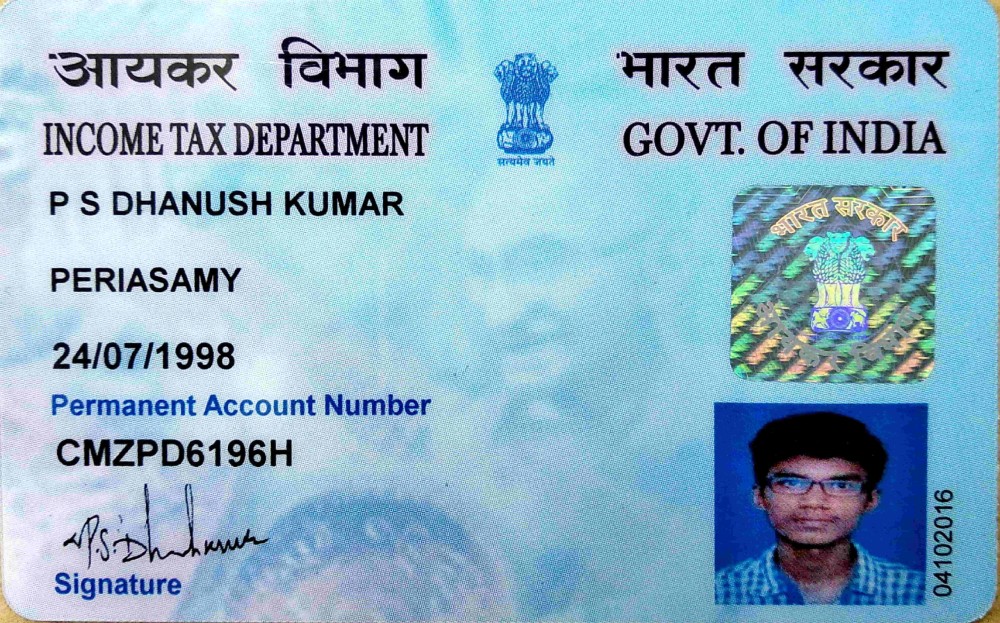 आयकर विभाग भारत सरकार
INCOME TAX DEPARTMENT GOVT. OF INDIA
सत्यमेव जयते
P S DHANUSH KUMAR
भारत सरकार
PERIASAMY
आयकर विभाग
24/07/1998
Permanent Account Number
CMZPD6196H
P.S. Dhanush
Signature
04102016